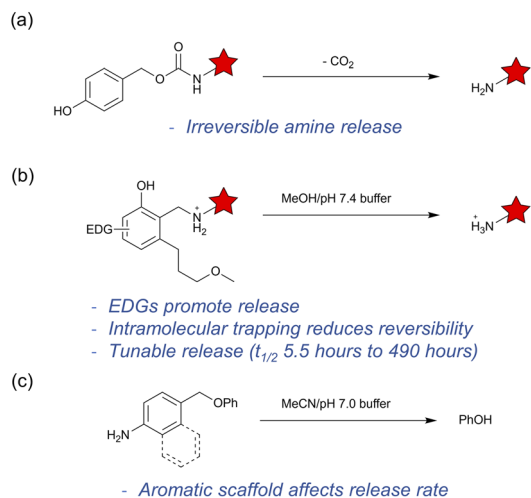 (a)
O
O
N
H
HO
- CO2
H2N
- Irreversible amine release
(b)
OH
+
N
H2
EDG
O
MeOH/pH 7.4 buffer
+
H3N
- EDGs promote release
- Intramolecular trapping reduces reversibility
- Tunable release (t1/2 5.5 hours to 490 hours)
(c)
OPh
H2N
MeCN/pH 7.0 buffer
PhOH
- Aromatic scaffold affects release rate